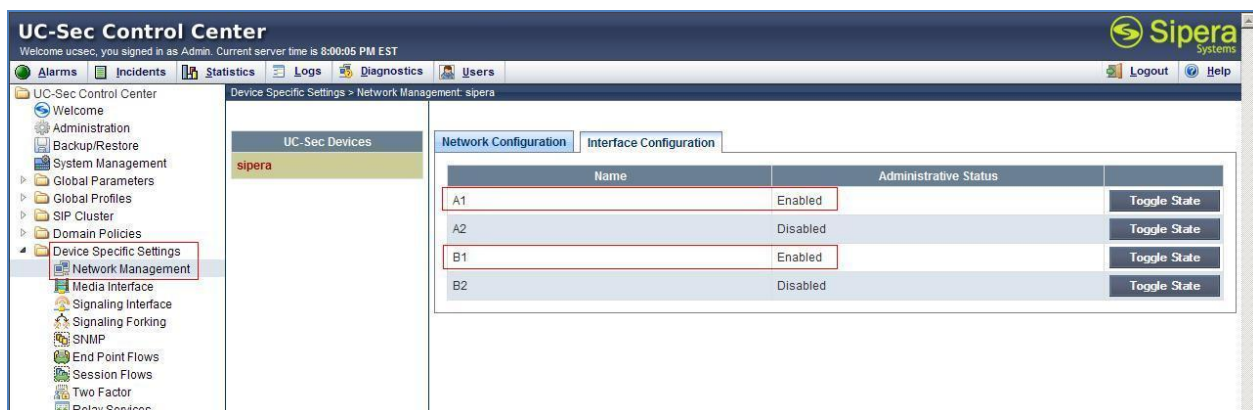 UC-Sec Control Center
Welcome ucsec, you signed in as Admin. Current server time is 8:00:05 PM EST
Sipera
Systems
Alarms Incidents Statistics Logs Diagnostics Users Logout Help
UC-Sec Control Center
Welcome
Administration
Backup/Restore
System Management
Global Parameters
Global Profiles
SIP Cluster
Domain Policies
Device Specific Settings
Network Management
Media Interface
Signaling Interface
Signaling Forking
SNMP
End Point Flows
Session Flows
Two Factor
Relay Services
Device Specific Settings > Network Management: sipera
UC-Sec Devices
sipera
Network Configuration Interface Configuration
Name Administrative Status
A1 Enabled Toggle State
A2 Disabled Toggle State
B1 Enabled Toggle State
B2 Disabled Toggle State